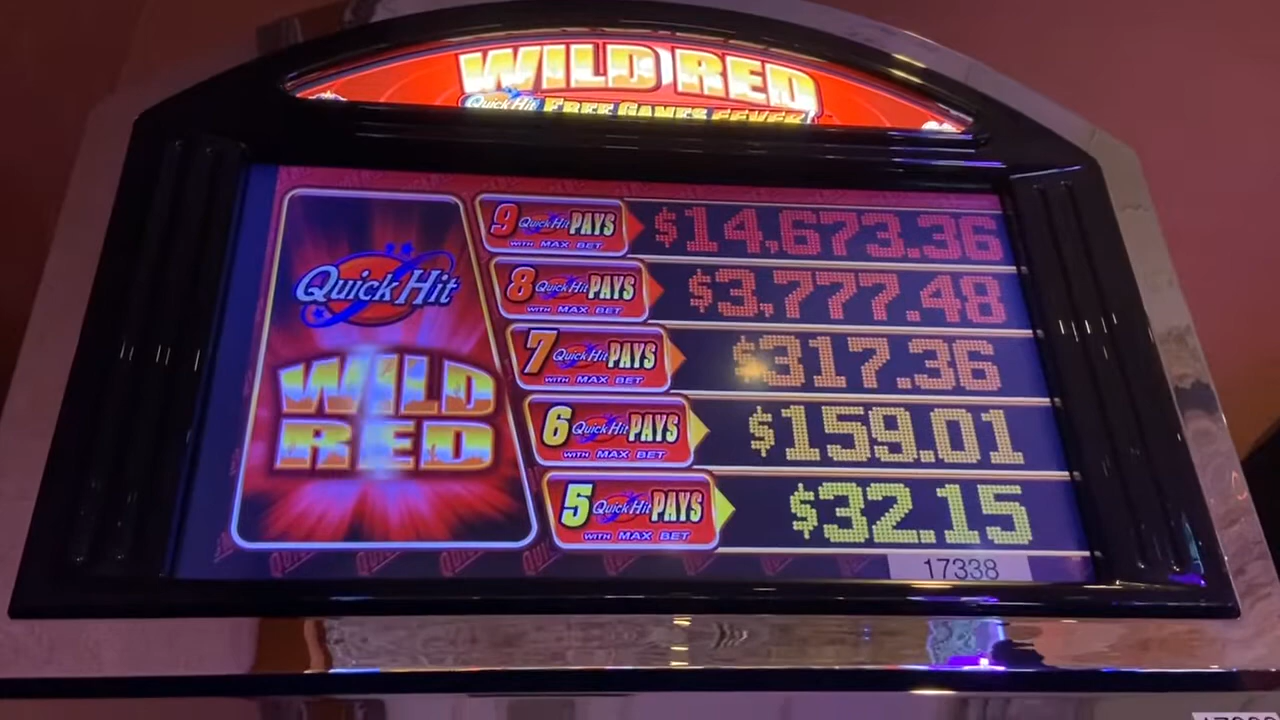 WILD RED
Quick Hit FREE GAMES FEVER
Quick Hit
WILD
RED
9 Quick Hit PAYS
WITH MAX BET
$14,673.36
8 Quick Hit PAYS
WITH MAX BET
$3,777.48
7 Quick Hit PAYS
WITH MAX BET
$317.36
6 Quick Hit PAYS
WITH MAX BET
$159.01
5 Quick Hit PAYS
WITH MAX BET
$32.15
17338